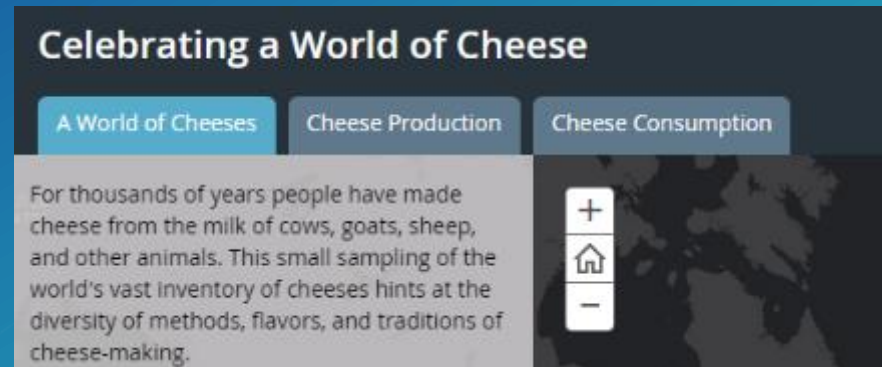 Celebrating a World of Cheese
A World of Cheeses
Cheese Production
Cheese Consumption
For thousands of years people have made
cheese from the milk of cows, goats, sheep,
and other animals. This small sampling of the
world's vast inventory of cheeses hints at the
diversity of methods, flavors, and traditions of
cheese-making.
+
−